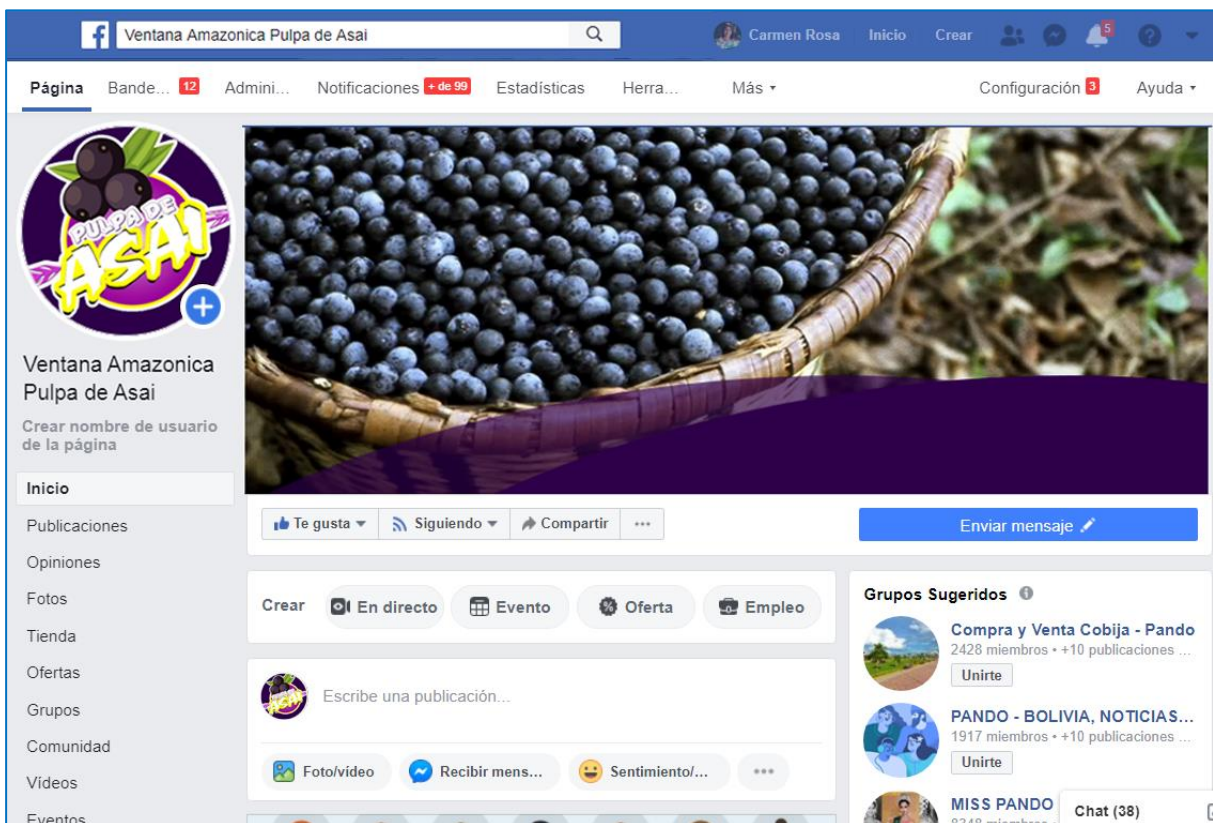 Ventana Amazonica Pulpa de Asai
Carmen Rosa Inicio Crear 5
Página Bande... 12 Admini... Notificaciones + de 99 Estadísticas Herra... Más Configuración 3 Ayuda
PULPA DE
ASAI
Ventana Amazonica
Pulpa de Asai
Crear nombre de usuario
de la página
Inicio
Publicaciones
Opiniones
Fotos
Tienda
Ofertas
Grupos
Comunidad
Vídeos
Eventos
Te gusta Siguiendo Compartir ...
Enviar mensaje
Crear En directo Evento Oferta Empleo
Escribe una publicación...
Foto/vídeo Recibir mens... Sentimiento/... ...
Grupos Sugeridos
Compra y Venta Cobija - Pando
2428 miembros • +10 publicaciones ...
Unirte
PANDO - BOLIVIA, NOTICIAS...
1917 miembros • +10 publicaciones ...
Unirte
MISS PANDO
8348 miembros
Chat (38)